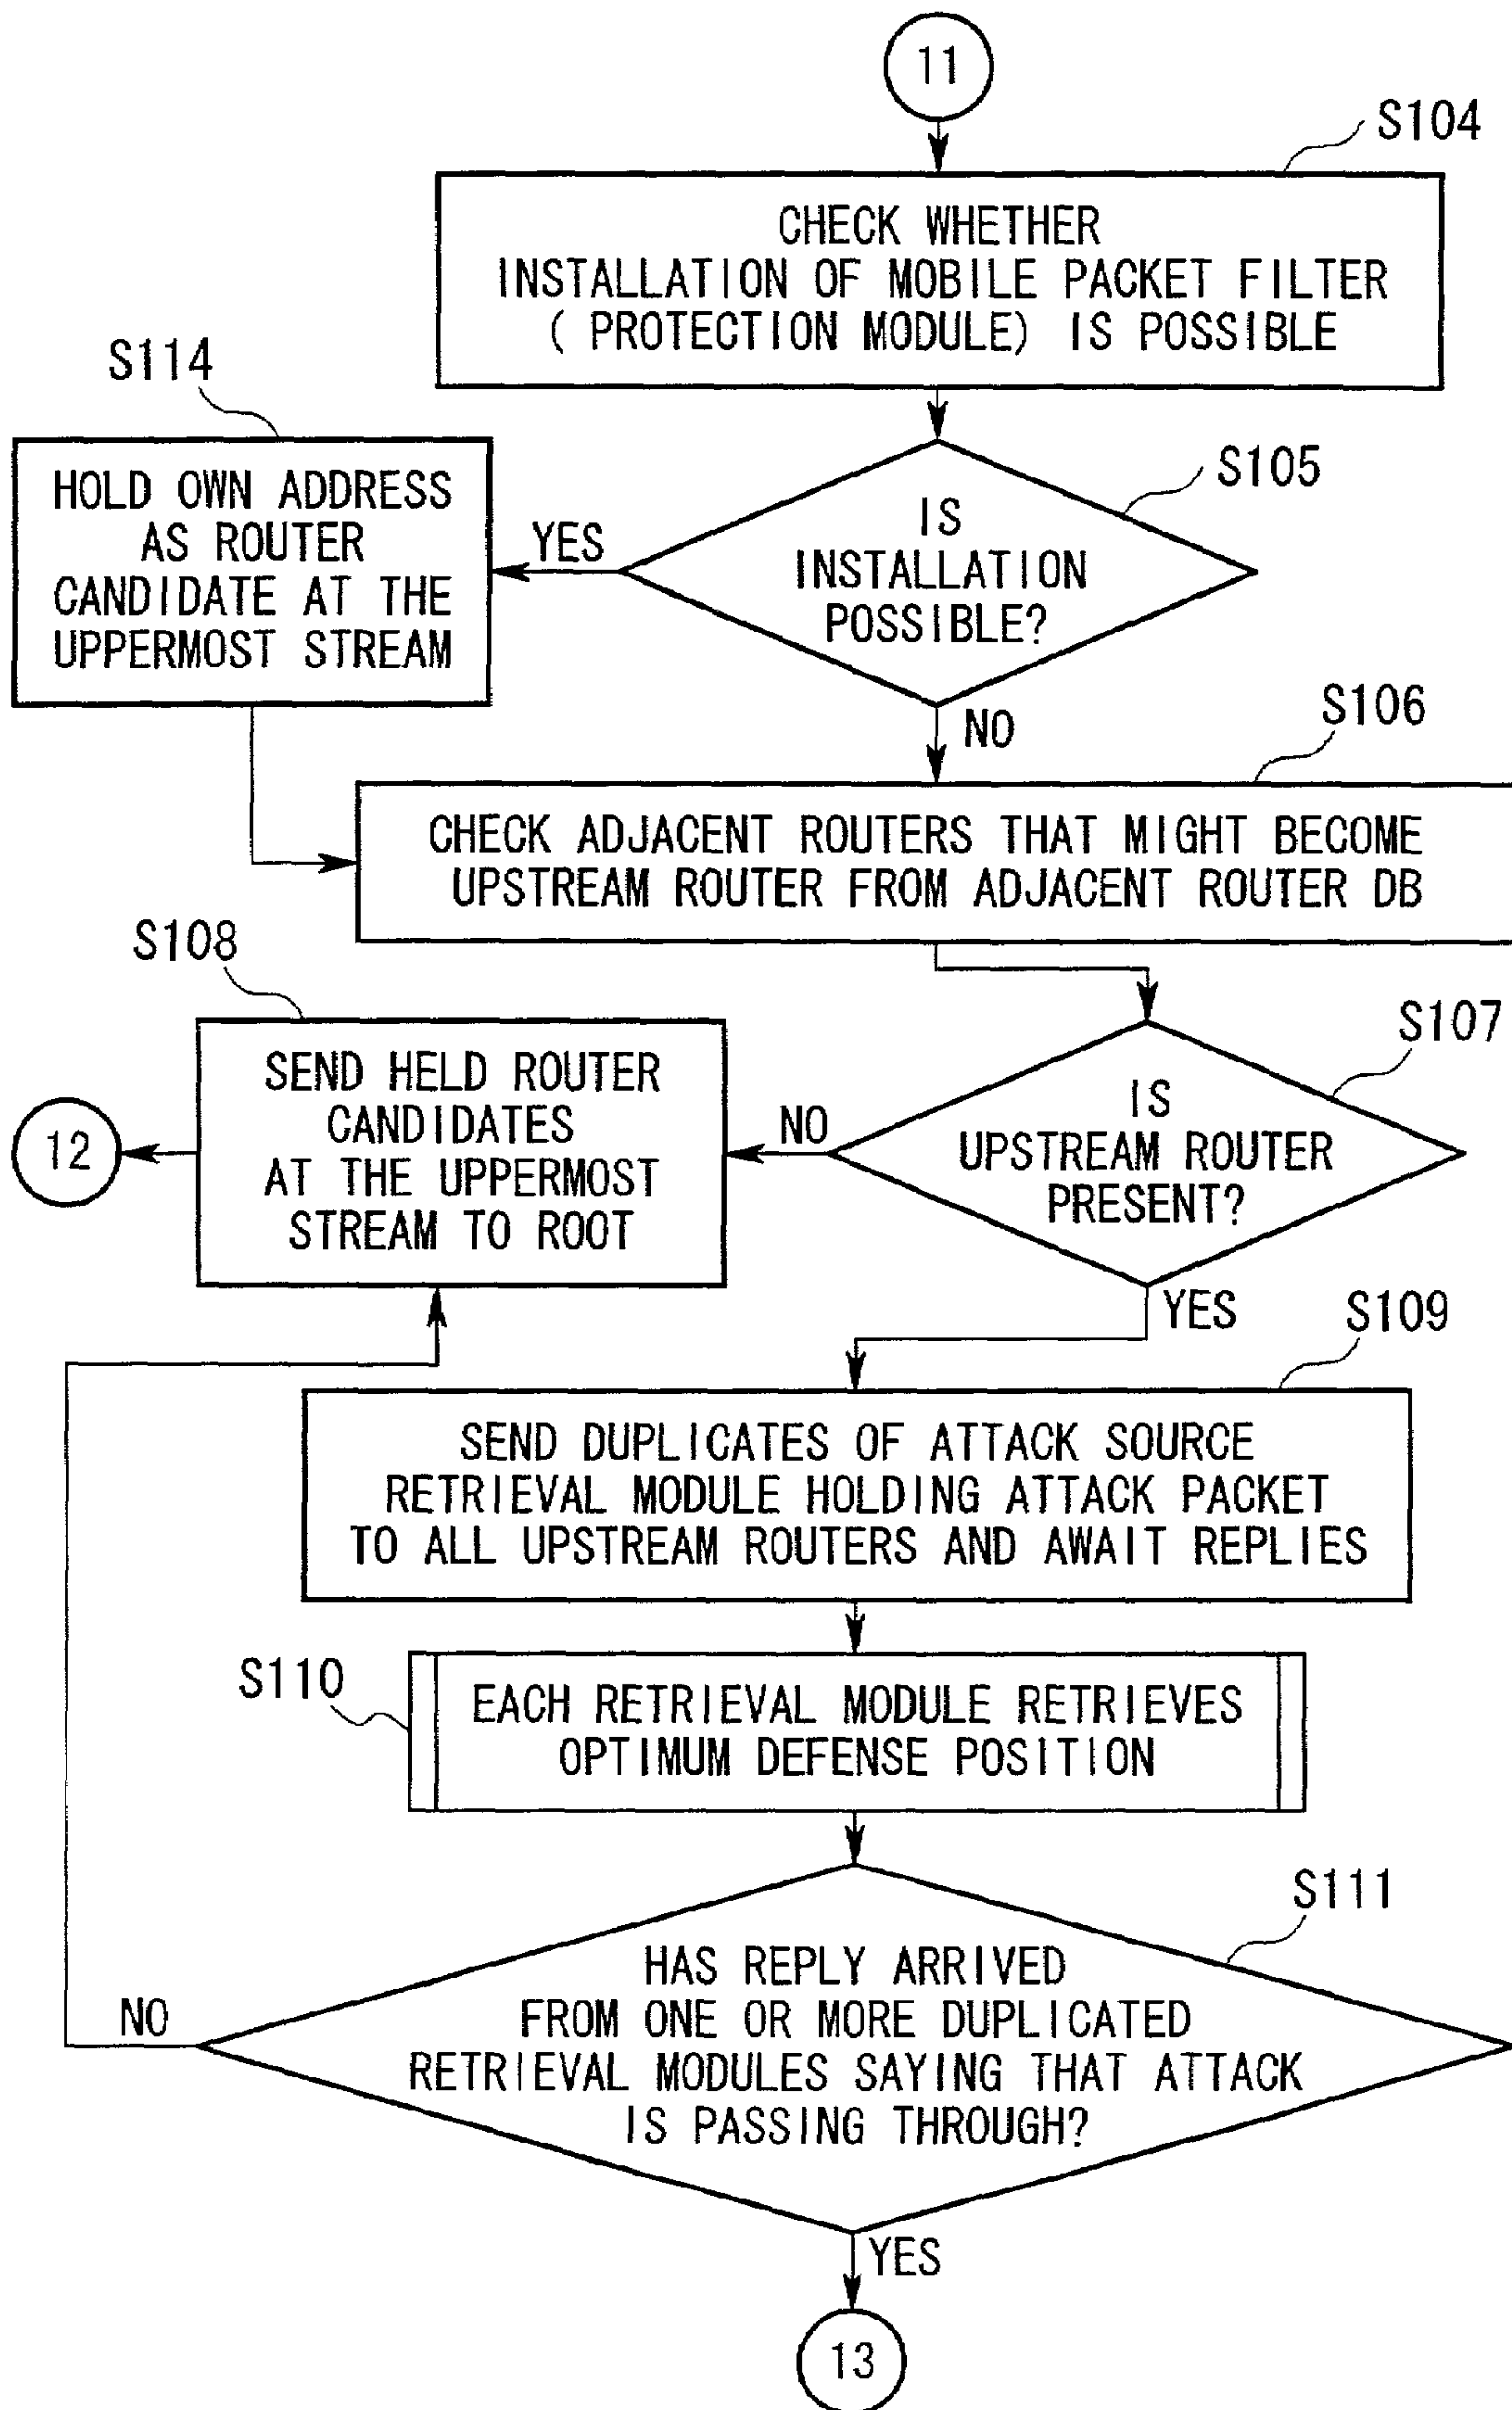 11
S104
CHECK WHETHER
INSTALLATION OF MOBILE PACKET FILTER
( PROTECTION MODULE) IS POSSIBLE
S114
HOLD OWN ADDRESS
AS ROUTER
CANDIDATE AT THE
UPPERMOST STREAM
S105
IS
INSTALLATION
POSSIBLE?
YES
NO
S106
CHECK ADJACENT ROUTERS THAT MIGHT BECOME
UPSTREAM ROUTER FROM ADJACENT ROUTER DB
S108
SEND HELD ROUTER
CANDIDATES
AT THE UPPERMOST
STREAM TO ROOT
12
S107
IS
UPSTREAM ROUTER
PRESENT?
NO
YES
S109
SEND DUPLICATES OF ATTACK SOURCE
RETRIEVAL MODULE HOLDING ATTACK PACKET
TO ALL UPSTREAM ROUTERS AND AWAIT REPLIES
S110
EACH RETRIEVAL MODULE RETRIEVES
OPTIMUM DEFENSE POSITION
S111
HAS REPLY ARRIVED
FROM ONE OR MORE DUPLICATED
RETRIEVAL MODULES SAYING THAT ATTACK
IS PASSING THROUGH?
NO
YES
13